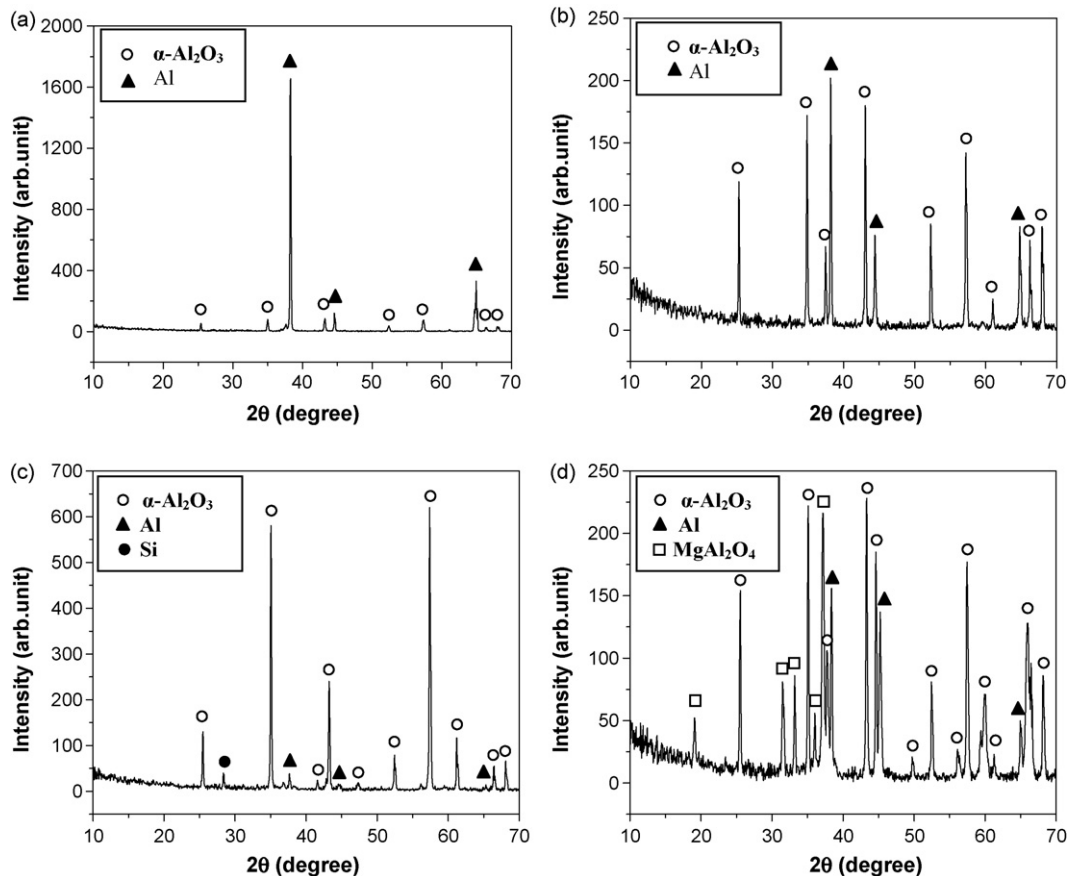 (a)
2000
1600
1200
800
400
0
10 20 30 40 50 60 70
Intensity (arb.unit)
2θ (degree)
α-Al₂O₃
Al
(b)
250
200
150
100
50
0
10 20 30 40 50 60 70
Intensity (arb.unit)
2θ (degree)
α-Al₂O₃
Al
(c)
700
600
500
400
300
200
100
0
10 20 30 40 50 60 70
Intensity (arb.unit)
2θ (degree)
α-Al₂O₃
Al
Si
(d)
250
200
150
100
50
0
10 20 30 40 50 60 70
Intensity (arb.unit)
2θ (degree)
α-Al₂O₃
Al
MgAl₂O₄